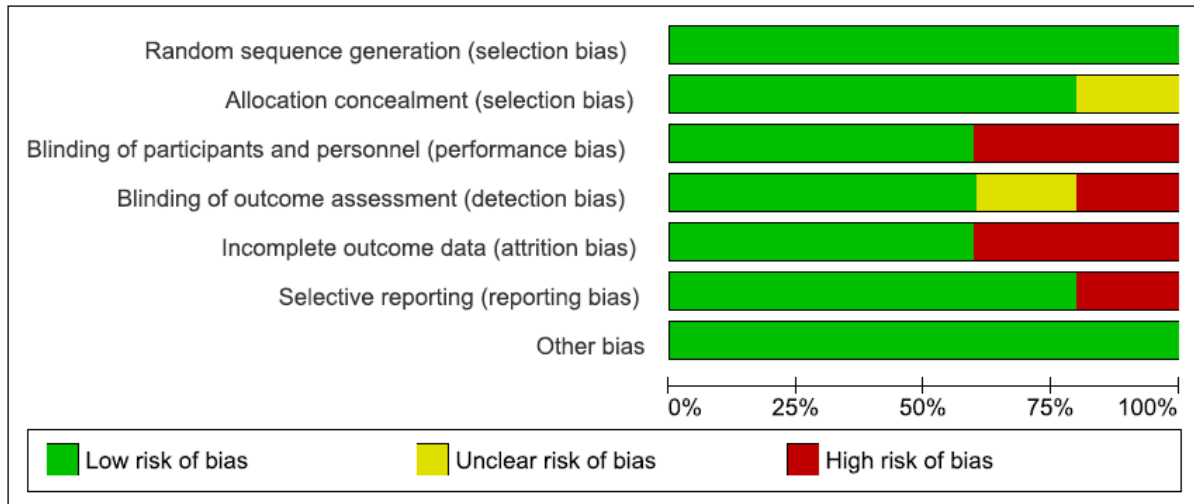 Random sequence generation (selection bias)
Allocation concealment (selection bias)
Blinding of participants and personnel (performance bias)
Blinding of outcome assessment (detection bias)
Incomplete outcome data (attrition bias)
Selective reporting (reporting bias)
Other bias
0% 25% 50% 75% 100%
Low risk of bias Unclear risk of bias High risk of bias